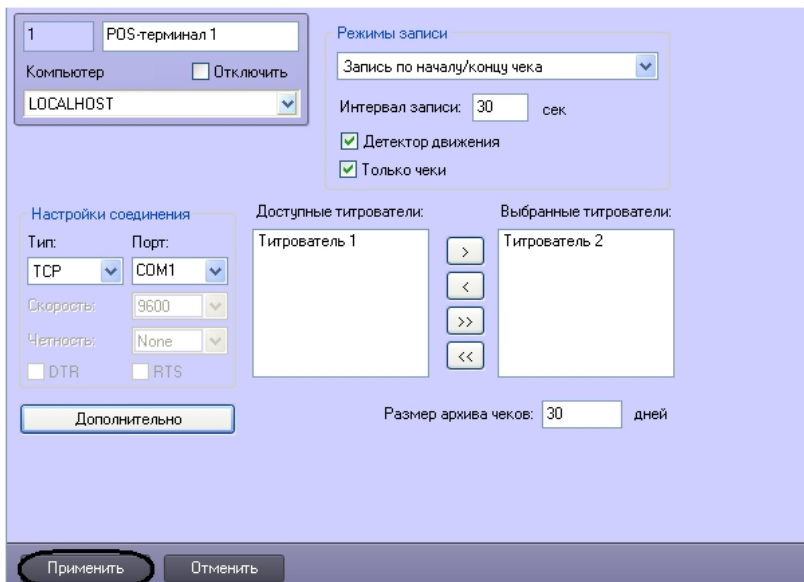 1 POS-терминал 1
Компьютер Отключить
LOCALHOST
Режимы записи
Запись по началу/концу чека
Интервал записи: 30 сек
Детектор движения
Только чеки
Настройки соединения
Тип: Порт:
TCP COM1
Скорость: 9600
Четность: None
DTR RTS
Дополнительно
Доступные титрователи: Выбранные титрователи:
Титрователь 1 Титрователь 2
>
<
>>
<<
Размер архива чеков: 30 дней
Применить Отменить